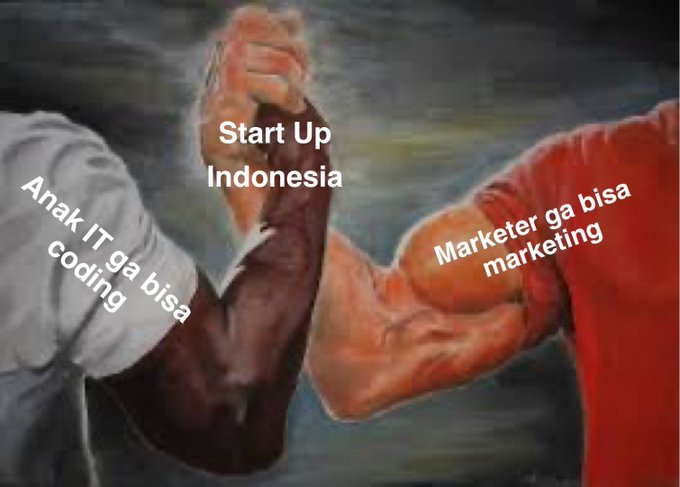 Start Up
Indonesia
Anak IT ga bisa
coding
Marketer ga bisa
marketing